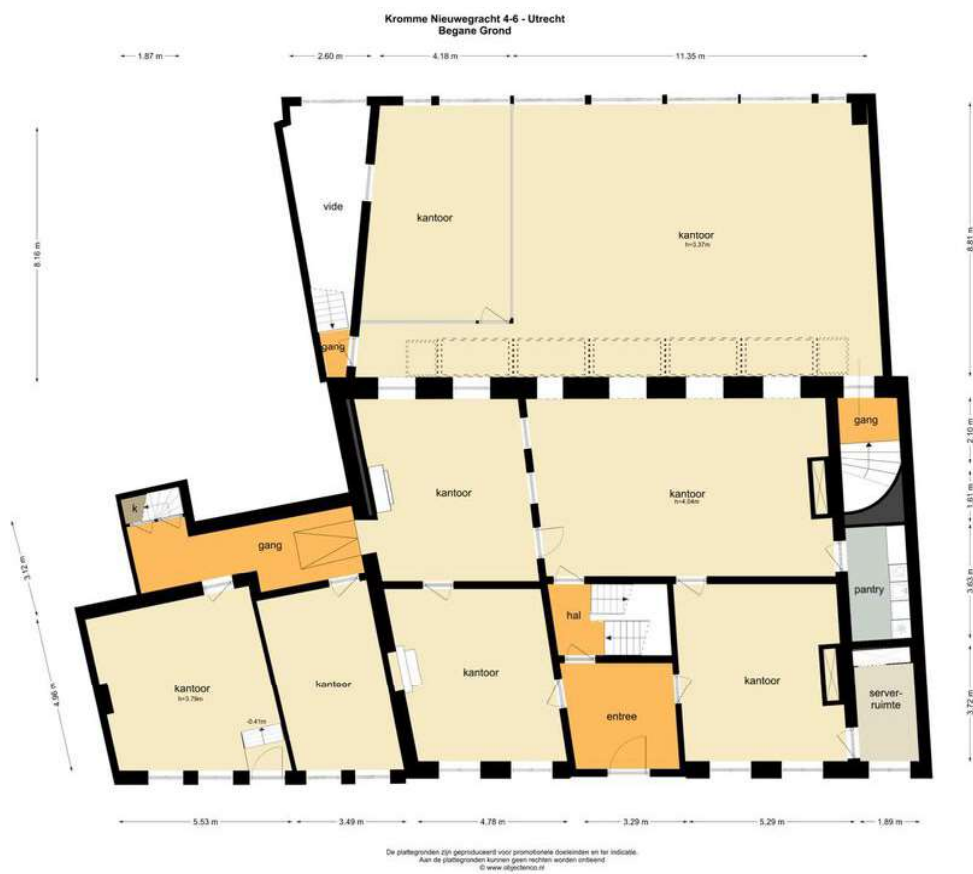 Kromme Nieuwegracht 4-6 - Utrecht
Begane Grond
1.87 m
2.60 m
4.18 m
11.35 m
8.16 m
8.81 m
vide
kantoor
kantoor
h=3.37m
gang
gang
2.10 m
kantoor
kantoor
h=4.04m
1.61 m
k
gang
3.12 m
3.63 m
pantry
hal
kantoor
h=3.79m
kantoor
kantoor
kantoor
server-
ruimte
4.96 m
3.72 m
-0.41m
entree
5.53 m
3.49 m
4.78 m
3.29 m
5.29 m
1.89 m
De plattegronden zijn geproduceerd voor promotionele doeleinden en ter indicatie.
Aan de plattegronden kunnen geen rechten worden ontleend
© www.objectenco.nl